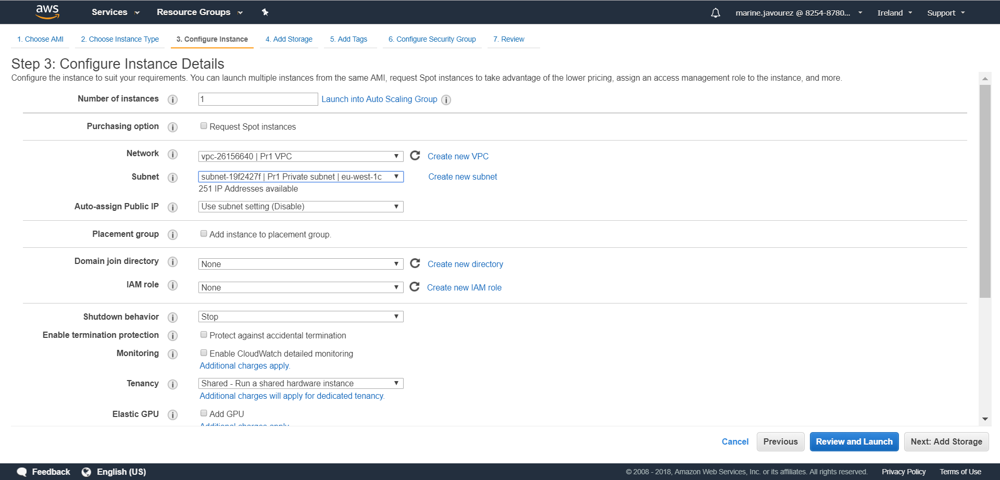 aws Services Resource Groups marine.javourez @ 8254-8780... Ireland Support
1. Choose AMI 2. Choose Instance Type 3. Configure Instance 4. Add Storage 5. Add Tags 6. Configure Security Group 7. Review
Step 3: Configure Instance Details
Configure the instance to suit your requirements. You can launch multiple instances from the same AMI, request Spot instances to take advantage of the lower pricing, assign an access management role to the instance, and more.
Number of instances 1 Launch into Auto Scaling Group
Purchasing option Request Spot instances
Network vpc-26156640 | Pr1 VPC Create new VPC
Subnet subnet-19f2427f | Pr1 Private subnet | eu-west-1c Create new subnet
251 IP Addresses available
Auto-assign Public IP Use subnet setting (Disable)
Placement group Add instance to placement group.
Domain join directory None Create new directory
IAM role None Create new IAM role
Shutdown behavior Stop
Enable termination protection Protect against accidental termination
Monitoring Enable CloudWatch detailed monitoring
Additional charges apply.
Tenancy Shared - Run a shared hardware instance
Additional charges will apply for dedicated tenancy.
Elastic GPU Add GPU
Additional charges apply.
Cancel Previous Review and Launch Next: Add Storage
Feedback English (US) © 2008 - 2018, Amazon Web Services, Inc. or its affiliates. All rights reserved. Privacy Policy Terms of Use